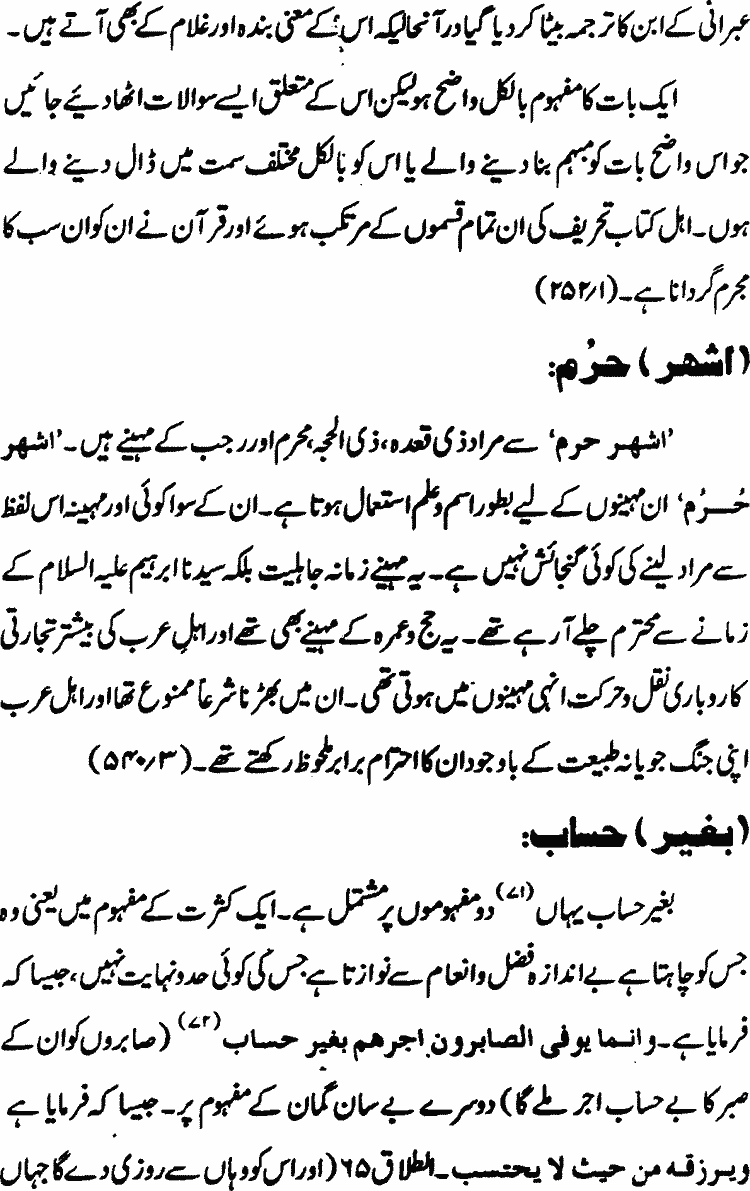 عبرانی کے ابن کا ترجمہ بیٹا کر دیا گیا درآنحالیکہ اس کے معنی بندہ اور غلام کے بھی آتے ہیں۔
ایک بات کا مفہوم بالکل واضح ہو لیکن اس کے متعلق ایسے سوالات اٹھا دیئے جائیں
جو اس واضح بات کو مبہم بنا دینے والے یا اس کو بالکل مختلف سمت میں ڈال دینے والے
ہوں۔ اہل کتاب تحریف کی ان تمام قسموں کے مرتکب ہوئے اور قرآن نے ان کو ان سب کا
مجرم گردانا ہے۔ (۲۵۲/۱)
(اشھر) حرُم:
’اشھر حرم‘ سے مراد ذی قعدہ، ذی الحجہ، محرم اور رجب کے مہینے ہیں۔ ’اشھر
حُرُم‘ ان مہینوں کے لیے بطور اسم و علم استعمال ہوتا ہے۔ ان کے سوا کوئی اور مہینہ اس لفظ
سے مراد لینے کی کوئی گنجائش نہیں ہے۔ یہ مہینے زمانہ جاہلیت بلکہ سیدنا ابرہیم علیہ السلام کے
زمانے سے محترم چلے آ رہے تھے۔ یہ حج و عمرہ کے مہینے بھی تھے اور اہلِ عرب کی بیشتر تجارتی
کاروباری نقل و حرکت انہی مہینوں میں ہوتی تھی۔ ان میں بھڑنا شرعاً ممنوع تھا اور اہل عرب
اپنی جنگ جویانہ طبیعت کے باوجود ان کا احترام برابر ملحوظ رکھتے تھے۔ (۵۴۰/۳)
(بغیر) حساب:
بغیر حساب یہاں (۷۱) دو مفہوموں پر مشتمل ہے۔ ایک کثرت کے مفہوم میں یعنی وہ
جس کو چاہتا ہے بے اندازہ فضل و انعام سے نوازتا ہے جس کی کوئی حد و نہایت نہیں، جیسا کہ
فرمایا ہے۔ وانما یوفی الصابرون اجرھم بغیر حساب (۷۲) (صابروں کو ان کے
صبر کا بے حساب اجر ملے گا) دوسرے بے سان گمان کے مفہوم پر۔ جیسا کہ فرمایا ہے
ویرزقہ من حیث لا یحتسب۔ الطلاق ۶۵ (اور اس کو وہاں سے روزی دے گا جہاں